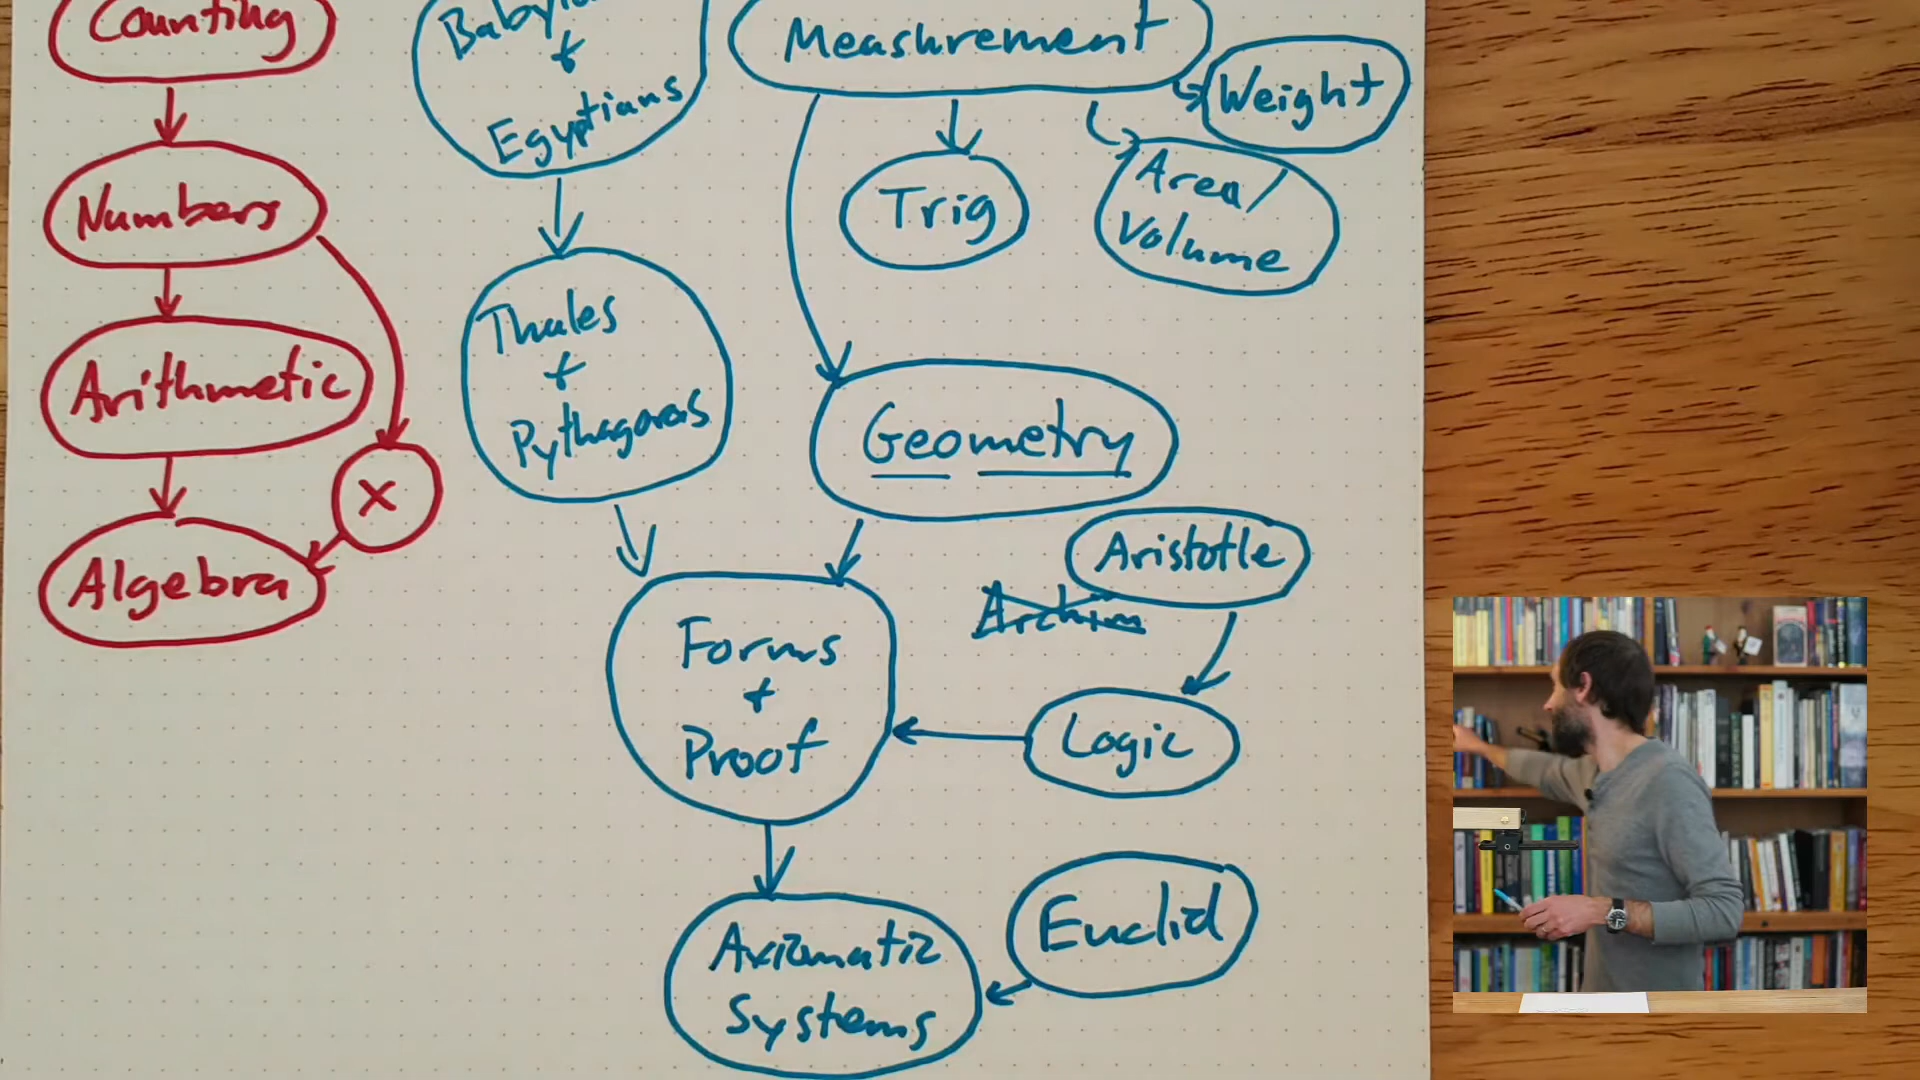 Counting
Numbers
Arithmetic
x
Algebra
+
Egyptians
Thales
+
Pythagoras
Measurement
Weight
Trig
Area/
Volume
Geometry
Aristotle
Archim
Logic
Forms
+
Proof
Euclid
Axiomatic
Systems